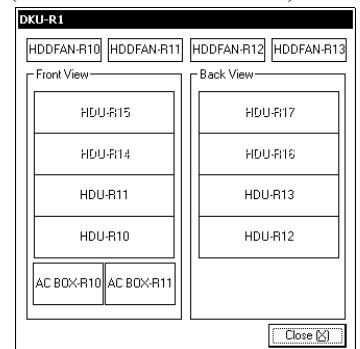 DKU-R1
HDDFAN-R10 HDDFAN-R11 HDDFAN-R12 HDDFAN-R13
Front View
HDU-R15
HDU-R14
HDU-R11
HDU-R10
AC BOX-R10 AC BOX-R11
Back View
HDU-R17
HDU-R16
HDU-R13
HDU-R12
Close (X)